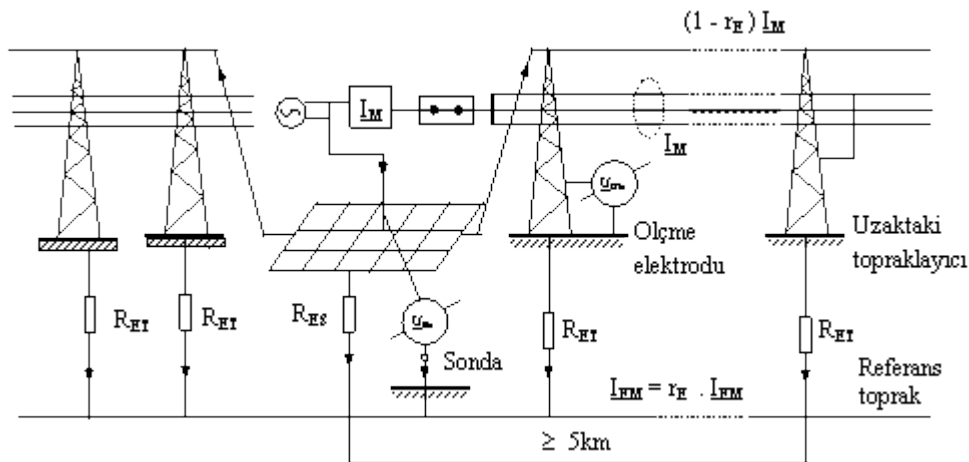 (1 - r_E) I_M
I_M
I_M
Ölçme
elektrodu
Uzaktaki
topraklayıcı
R_ET
R_ET
R_ES
R_ET
R_ET
Sonda
Referans
toprak
I_EM = r_E . I_EM
≥ 5km